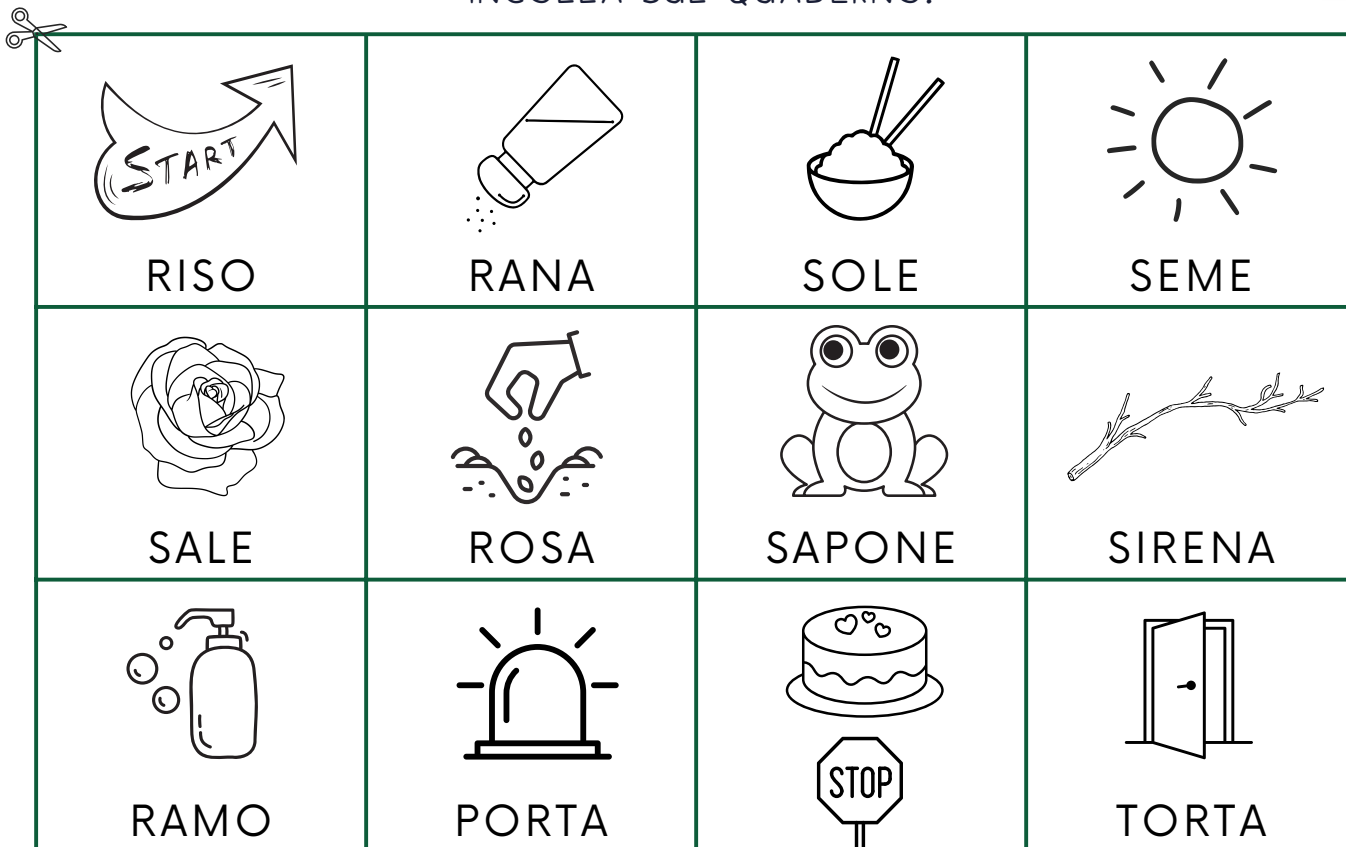 INCOLLA SUL QUADERNO.
START
RISO RANA SOLE SEME
SALE ROSA SAPONE SIRENA
STOP
RAMO PORTA TORTA